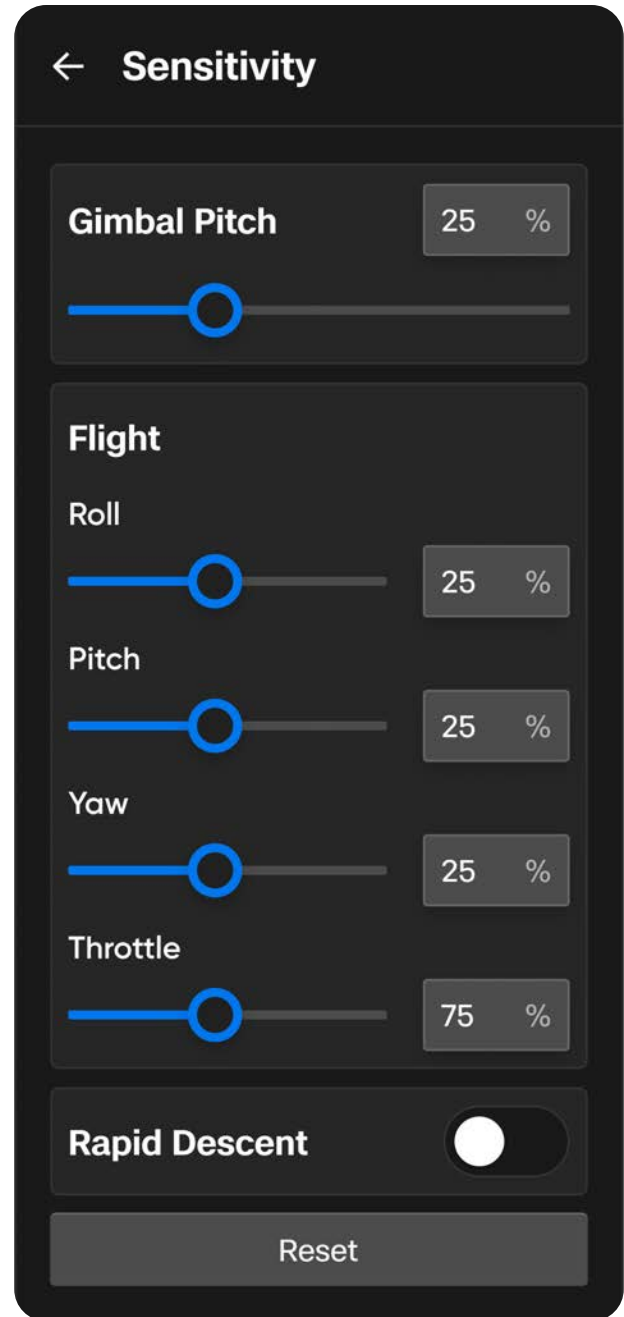 Sensitivity
Gimbal Pitch 25 %
Flight
Roll
25 %
Pitch
25 %
Yaw
25 %
Throttle
75 %
Rapid Descent
Reset